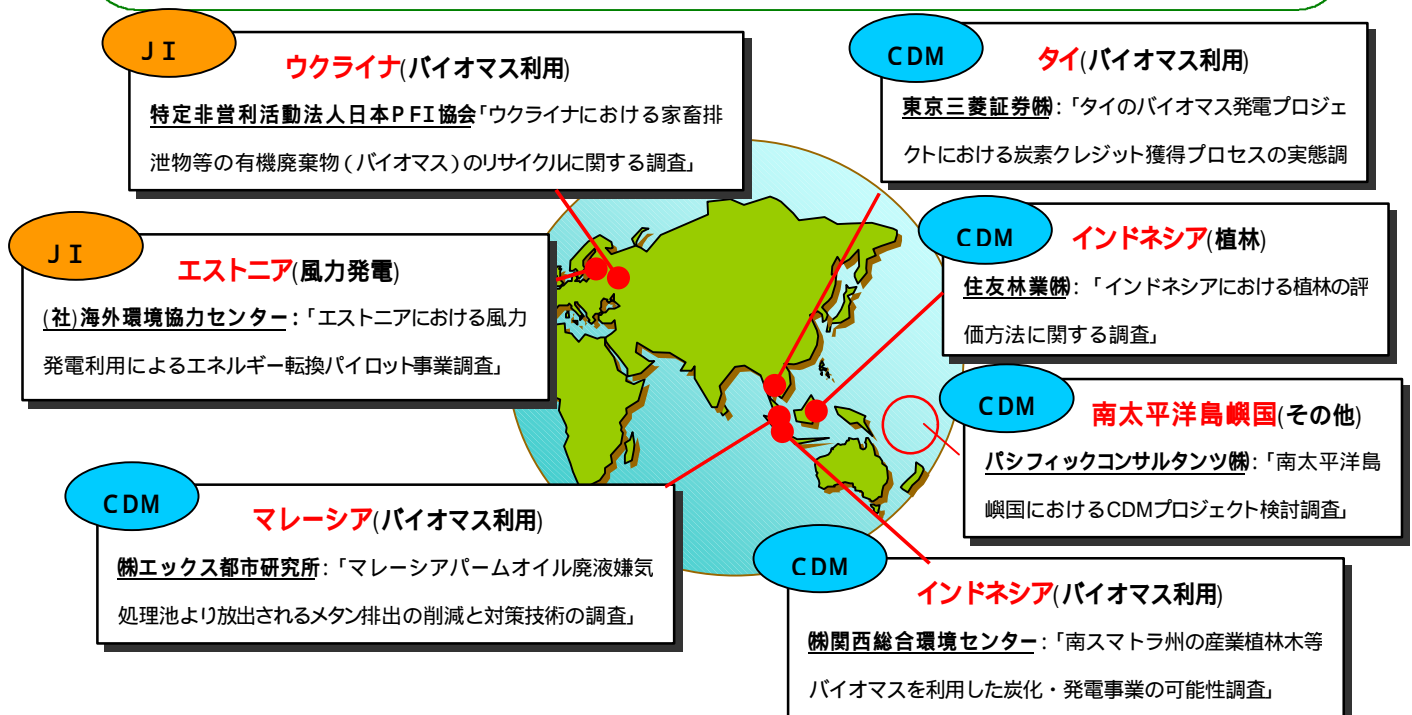 JI
ウクライナ(バイオマス利用)
特定非営利活動法人日本PFI協会「ウクライナにおける家畜排
泄物等の有機廃棄物(バイオマス)のリサイクルに関する調査」
CDM
タイ(バイオマス利用)
東京三菱証券㈱:「タイのバイオマス発電プロジェ
クトにおける炭素クレジット獲得プロセスの実態調
JI
エストニア(風力発電)
(社)海外環境協力センター:「エストニアにおける風力
発電利用によるエネルギー転換パイロット事業調査」
CDM
インドネシア(植林)
住友林業㈱:「インドネシアにおける植林の評
価方法に関する調査」
CDM
南太平洋島嶼国(その他)
パシフィックコンサルタンツ㈱:「南太平洋島
嶼国におけるCDMプロジェクト検討調査」
CDM
マレーシア(バイオマス利用)
㈱エックス都市研究所:「マレーシアパームオイル廃液嫌気
処理池より放出されるメタン排出の削減と対策技術の調査」
CDM
インドネシア(バイオマス利用)
㈱関西総合環境センター:「南スマトラ州の産業植林木等
バイオマスを利用した炭化・発電事業の可能性調査」